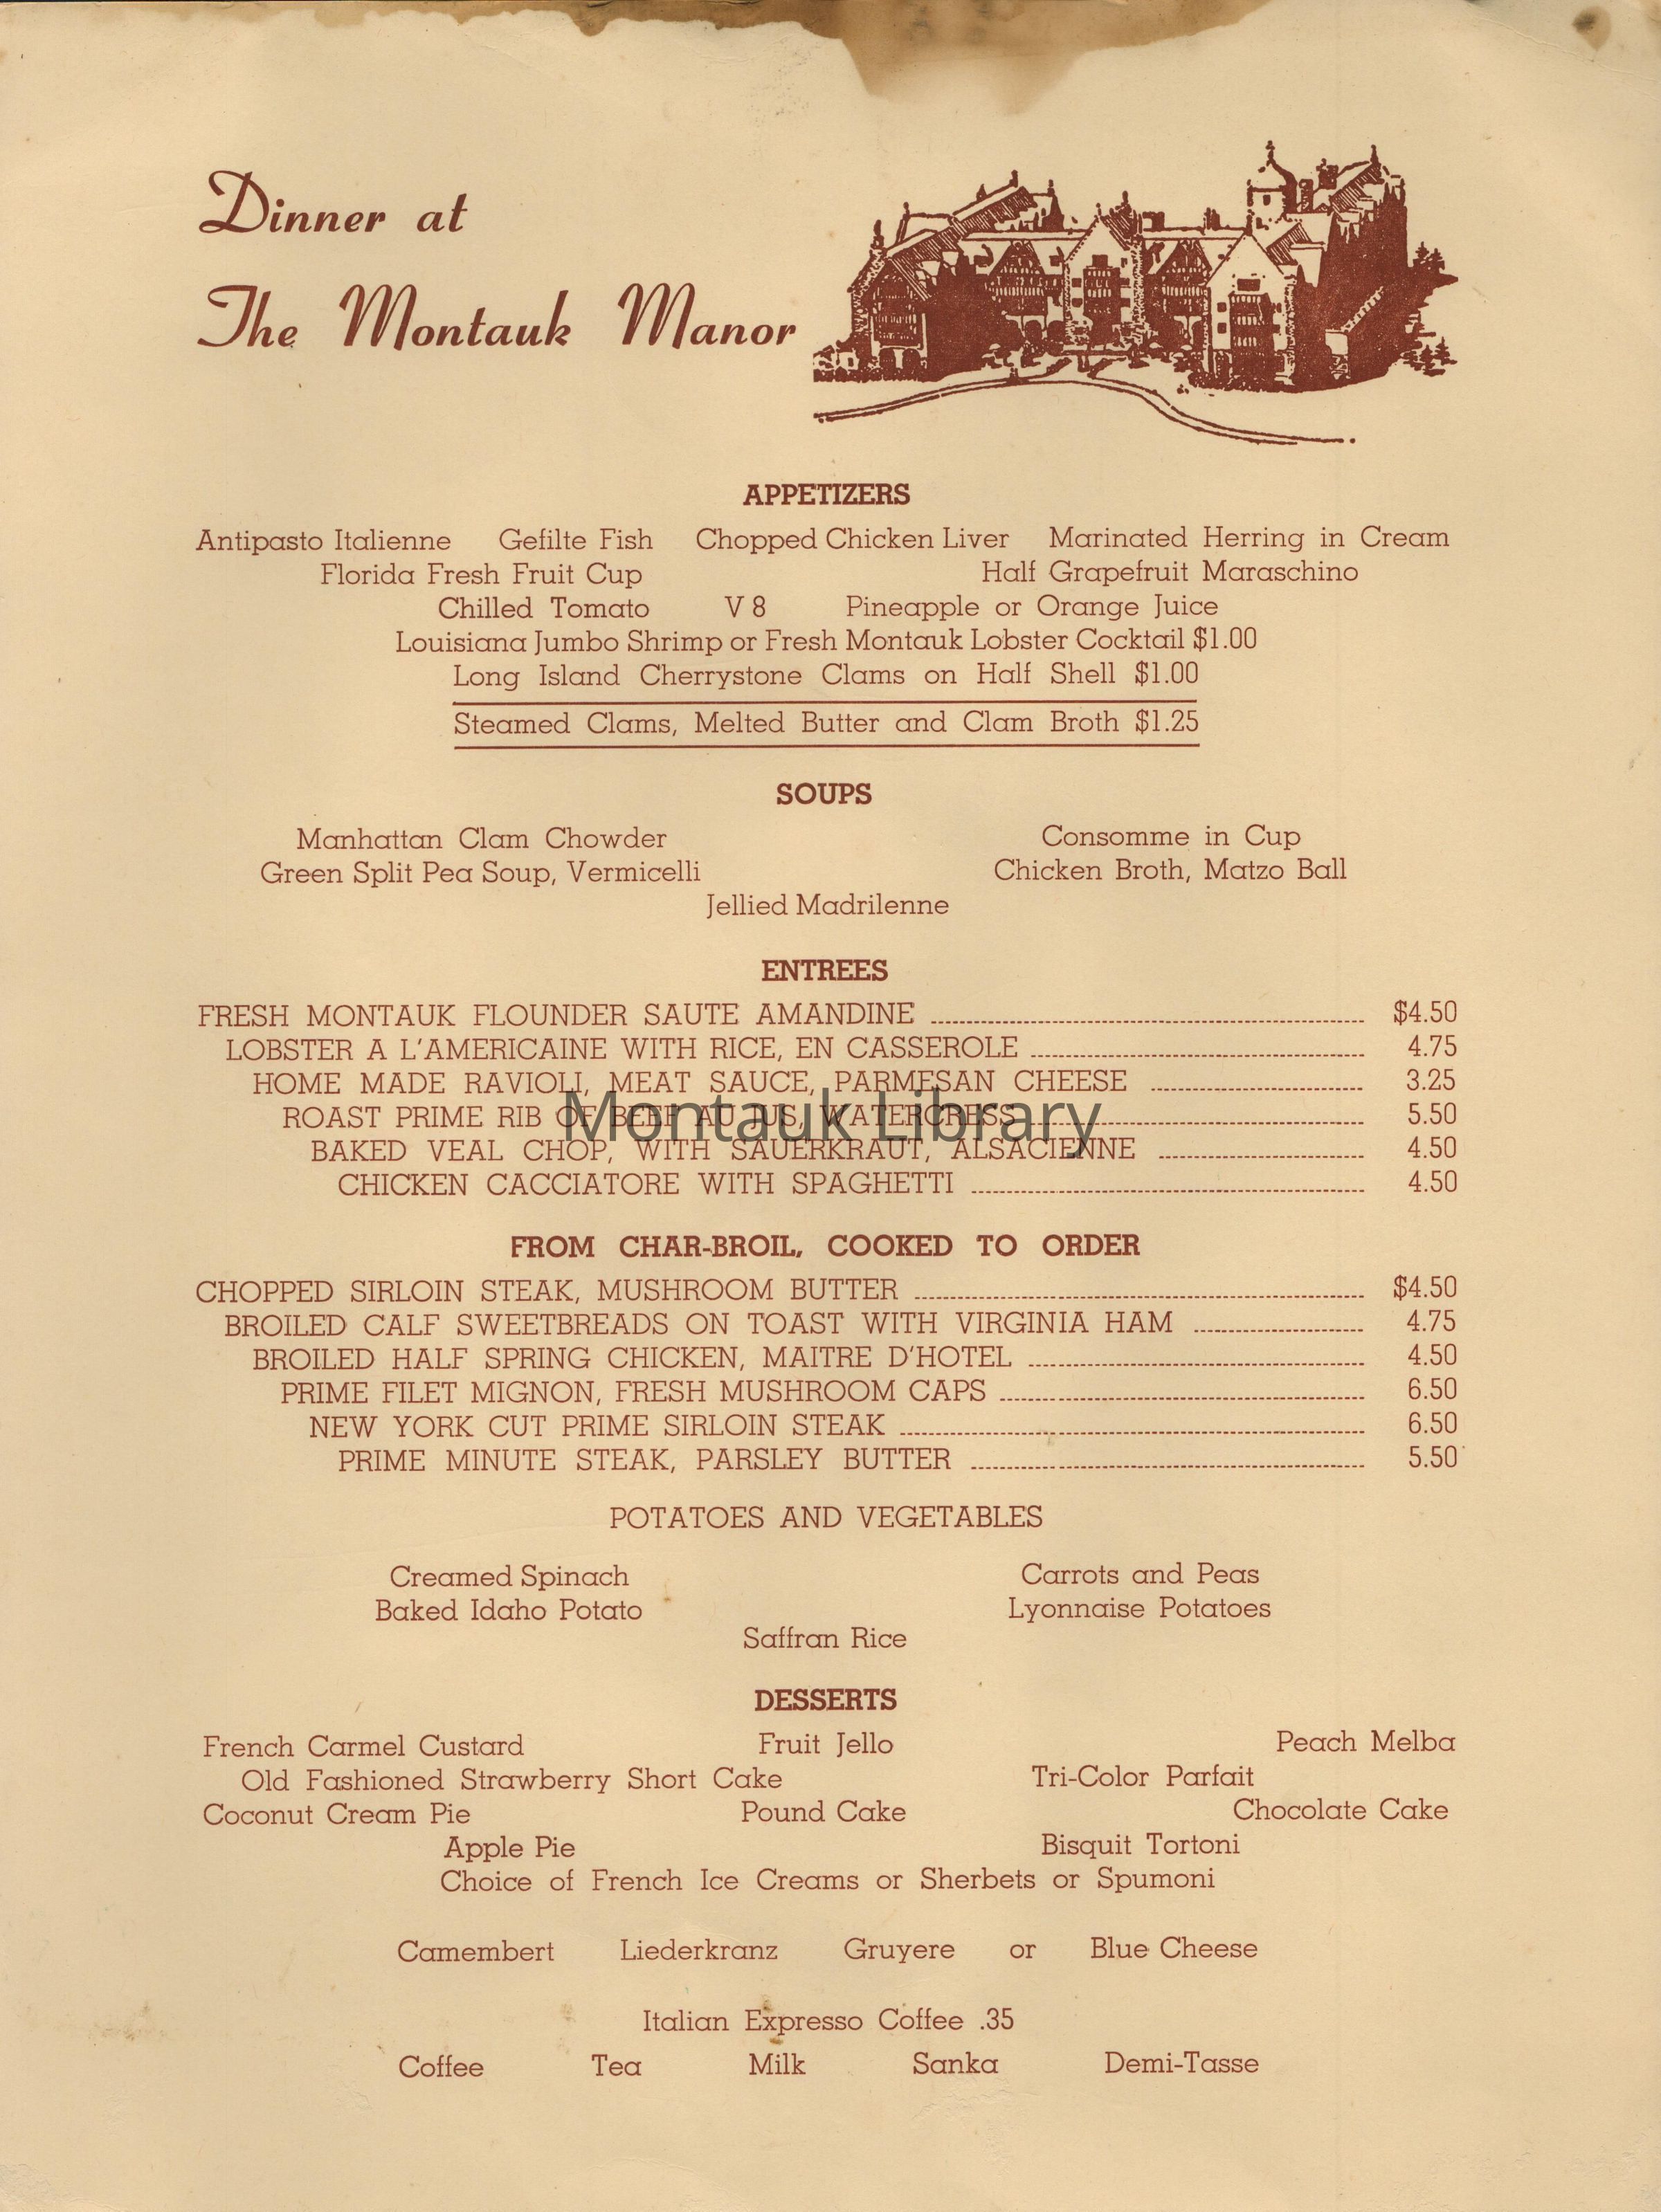 Dinner at
The Montauk Manor
APPETIZERS
Antipasto Italienne Gefilte Fish Chopped Chicken Liver Marinated Herring in Cream
Florida Fresh Fruit Cup Half Grapefruit Maraschino
Chilled Tomato V 8 Pineapple or Orange Juice
Louisiana Jumbo Shrimp or Fresh Montauk Lobster Cocktail $1.00
Long Island Cherrystone Clams on Half Shell $1.00
Steamed Clams, Melted Butter and Clam Broth $1.25
SOUPS
Manhattan Clam Chowder Consomme in Cup
Green Split Pea Soup, Vermicelli Chicken Broth, Matzo Ball
Jellied Madrilenne
ENTREES
FRESH MONTAUK FLOUNDER SAUTE AMANDINE $4.50
LOBSTER A L'AMERICAINE WITH RICE, EN CASSEROLE 4.75
HOME MADE RAVIOLI, MEAT SAUCE, PARMESAN CHEESE 3.25
ROAST PRIME RIB OF BEEF AU JUS, WATERCRESS 5.50
Montauk Library
BAKED VEAL CHOP, WITH SAUERKRAUT, ALSACIENNE 4.50
CHICKEN CACCIATORE WITH SPAGHETTI 4.50
FROM CHAR-BROIL, COOKED TO ORDER
CHOPPED SIRLOIN STEAK, MUSHROOM BUTTER $4.50
BROILED CALF SWEETBREADS ON TOAST WITH VIRGINIA HAM 4.75
BROILED HALF SPRING CHICKEN, MAITRE D'HOTEL 4.50
PRIME FILET MIGNON, FRESH MUSHROOM CAPS 6.50
NEW YORK CUT PRIME SIRLOIN STEAK 6.50
PRIME MINUTE STEAK, PARSLEY BUTTER 5.50
POTATOES AND VEGETABLES
Creamed Spinach Carrots and Peas
Baked Idaho Potato Lyonnaise Potatoes
Saffran Rice
DESSERTS
French Carmel Custard Fruit Jello Peach Melba
Old Fashioned Strawberry Short Cake Tri-Color Parfait
Coconut Cream Pie Pound Cake Chocolate Cake
Apple Pie Bisquit Tortoni
Choice of French Ice Creams or Sherbets or Spumoni
Camembert Liederkranz Gruyere or Blue Cheese
Italian Expresso Coffee .35
Coffee Tea Milk Sanka Demi-Tasse